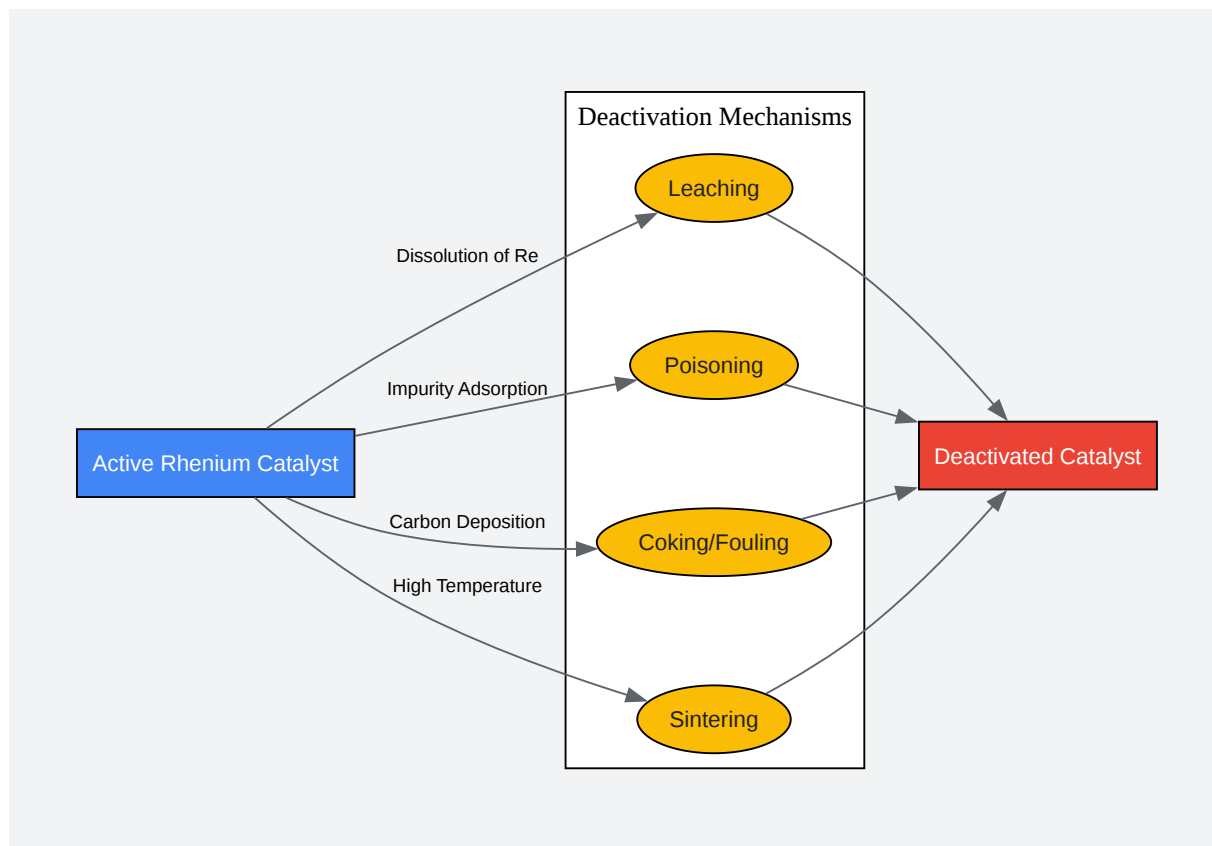 Deactivation Mechanisms
Leaching
Dissolution of Re
Poisoning
Impurity Adsorption
Active Rhenium Catalyst
Deactivated Catalyst
Carbon Deposition
Coking/Fouling
High Temperature
Sintering